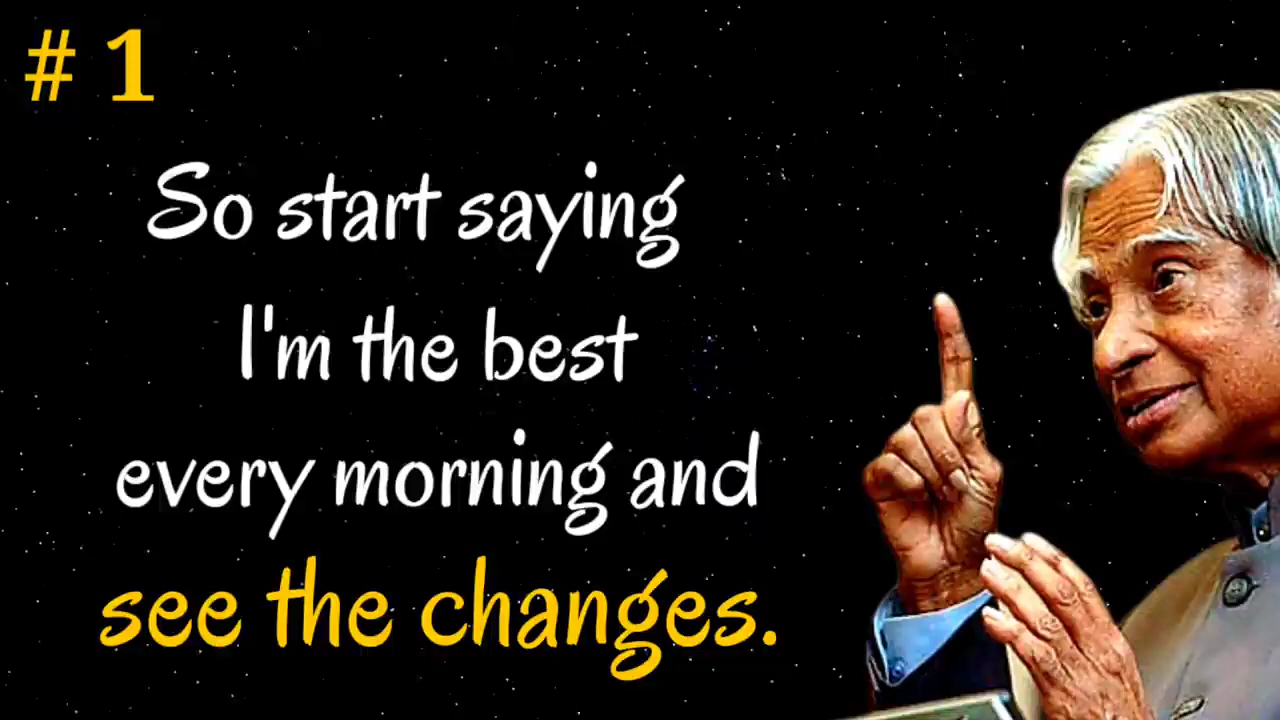 # 1
So start saying
I'm the best
every morning and
see the changes.